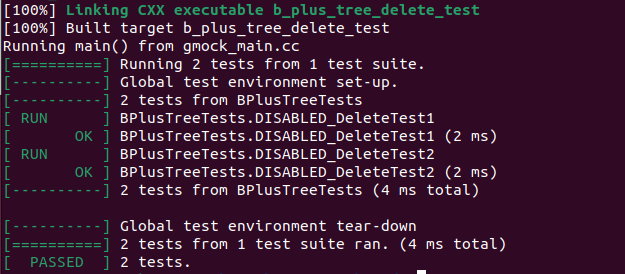 [100%] Linking CXX executable b_plus_tree_delete_test
[100%] Built target b_plus_tree_delete_test
Running main() from gmock_main.cc
[==========] Running 2 tests from 1 test suite.
[----------] Global test environment set-up.
[----------] 2 tests from BPlusTreeTests
[ RUN      ] BPlusTreeTests.DISABLED_DeleteTest1
[       OK ] BPlusTreeTests.DISABLED_DeleteTest1 (2 ms)
[ RUN      ] BPlusTreeTests.DISABLED_DeleteTest2
[       OK ] BPlusTreeTests.DISABLED_DeleteTest2 (2 ms)
[----------] 2 tests from BPlusTreeTests (4 ms total)
[----------] Global test environment tear-down
[==========] 2 tests from 1 test suite ran. (4 ms total)
[  PASSED  ] 2 tests.